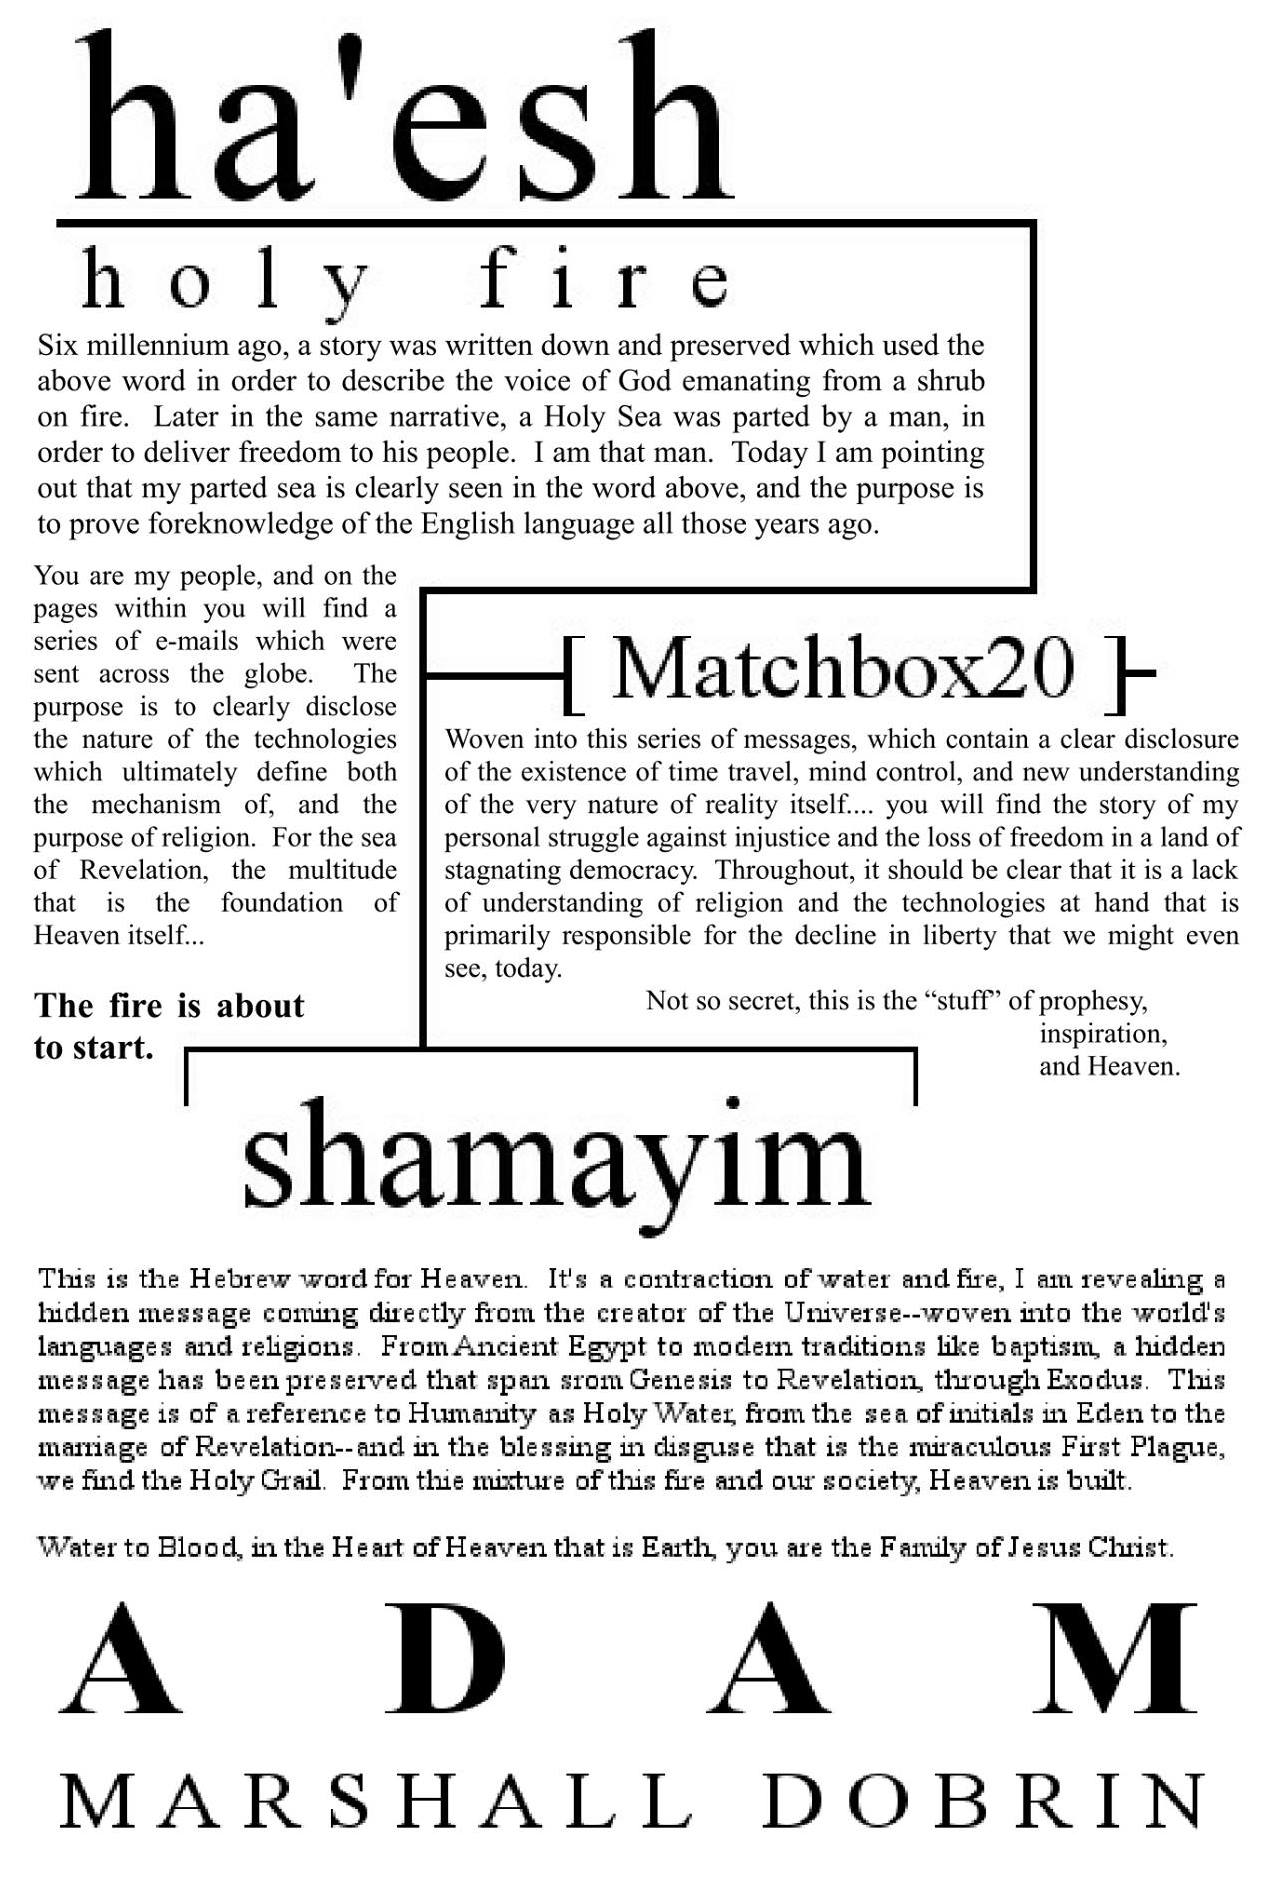 ha'esh
holy fire
Six millennium ago, a story was written down and preserved which used the
above word in order to describe the voice of God emanating from a shrub
on fire. Later in the same narrative, a Holy Sea was parted by a man, in
order to deliver freedom to his people. I am that man. Today I am pointing
out that my parted sea is clearly seen in the word above, and the purpose is
to prove foreknowledge of the English language all those years ago.
You are my people, and on the
pages within you will find a
series of e-mails which were
sent across the globe. The
purpose is to clearly disclose
the nature of the technologies
which ultimately define both
the mechanism of, and the
purpose of religion. For the sea
of Revelation, the multitude
that is the foundation of
Heaven itself...
The fire is about
to start.
[ Matchbox20 ]
Woven into this series of messages, which contain a clear disclosure
of the existence of time travel, mind control, and new understanding
of the very nature of reality itself.... you will find the story of my
personal struggle against injustice and the loss of freedom in a land of
stagnating democracy. Throughout, it should be clear that it is a lack
of understanding of religion and the technologies at hand that is
primarily responsible for the decline in liberty that we might even
see, today.
Not so secret, this is the “stuff” of prophesy,
inspiration,
and Heaven.
shamayim
This is the Hebrew word for Heaven. It's a contraction of water and fire, I am revealing a
hidden message coming directly from the creator of the Universe--woven into the world's
languages and religions. From Ancient Egypt to modern traditions like baptism, a hidden
message has been preserved that span srom Genesis to Revelation, through Exodus. This
message is of a reference to Humanity as Holy Water, from the sea of initials in Eden to the
marriage of Revelation--and in the blessing in disguse that is the miraculous First Plague,
we find the Holy Grail. From thie mixture of this fire and our society, Heaven is built.
Water to Blood, in the Heart of Heaven that is Earth, you are the Family of Jesus Christ.
ADAM
MARSHALL DOBRIN